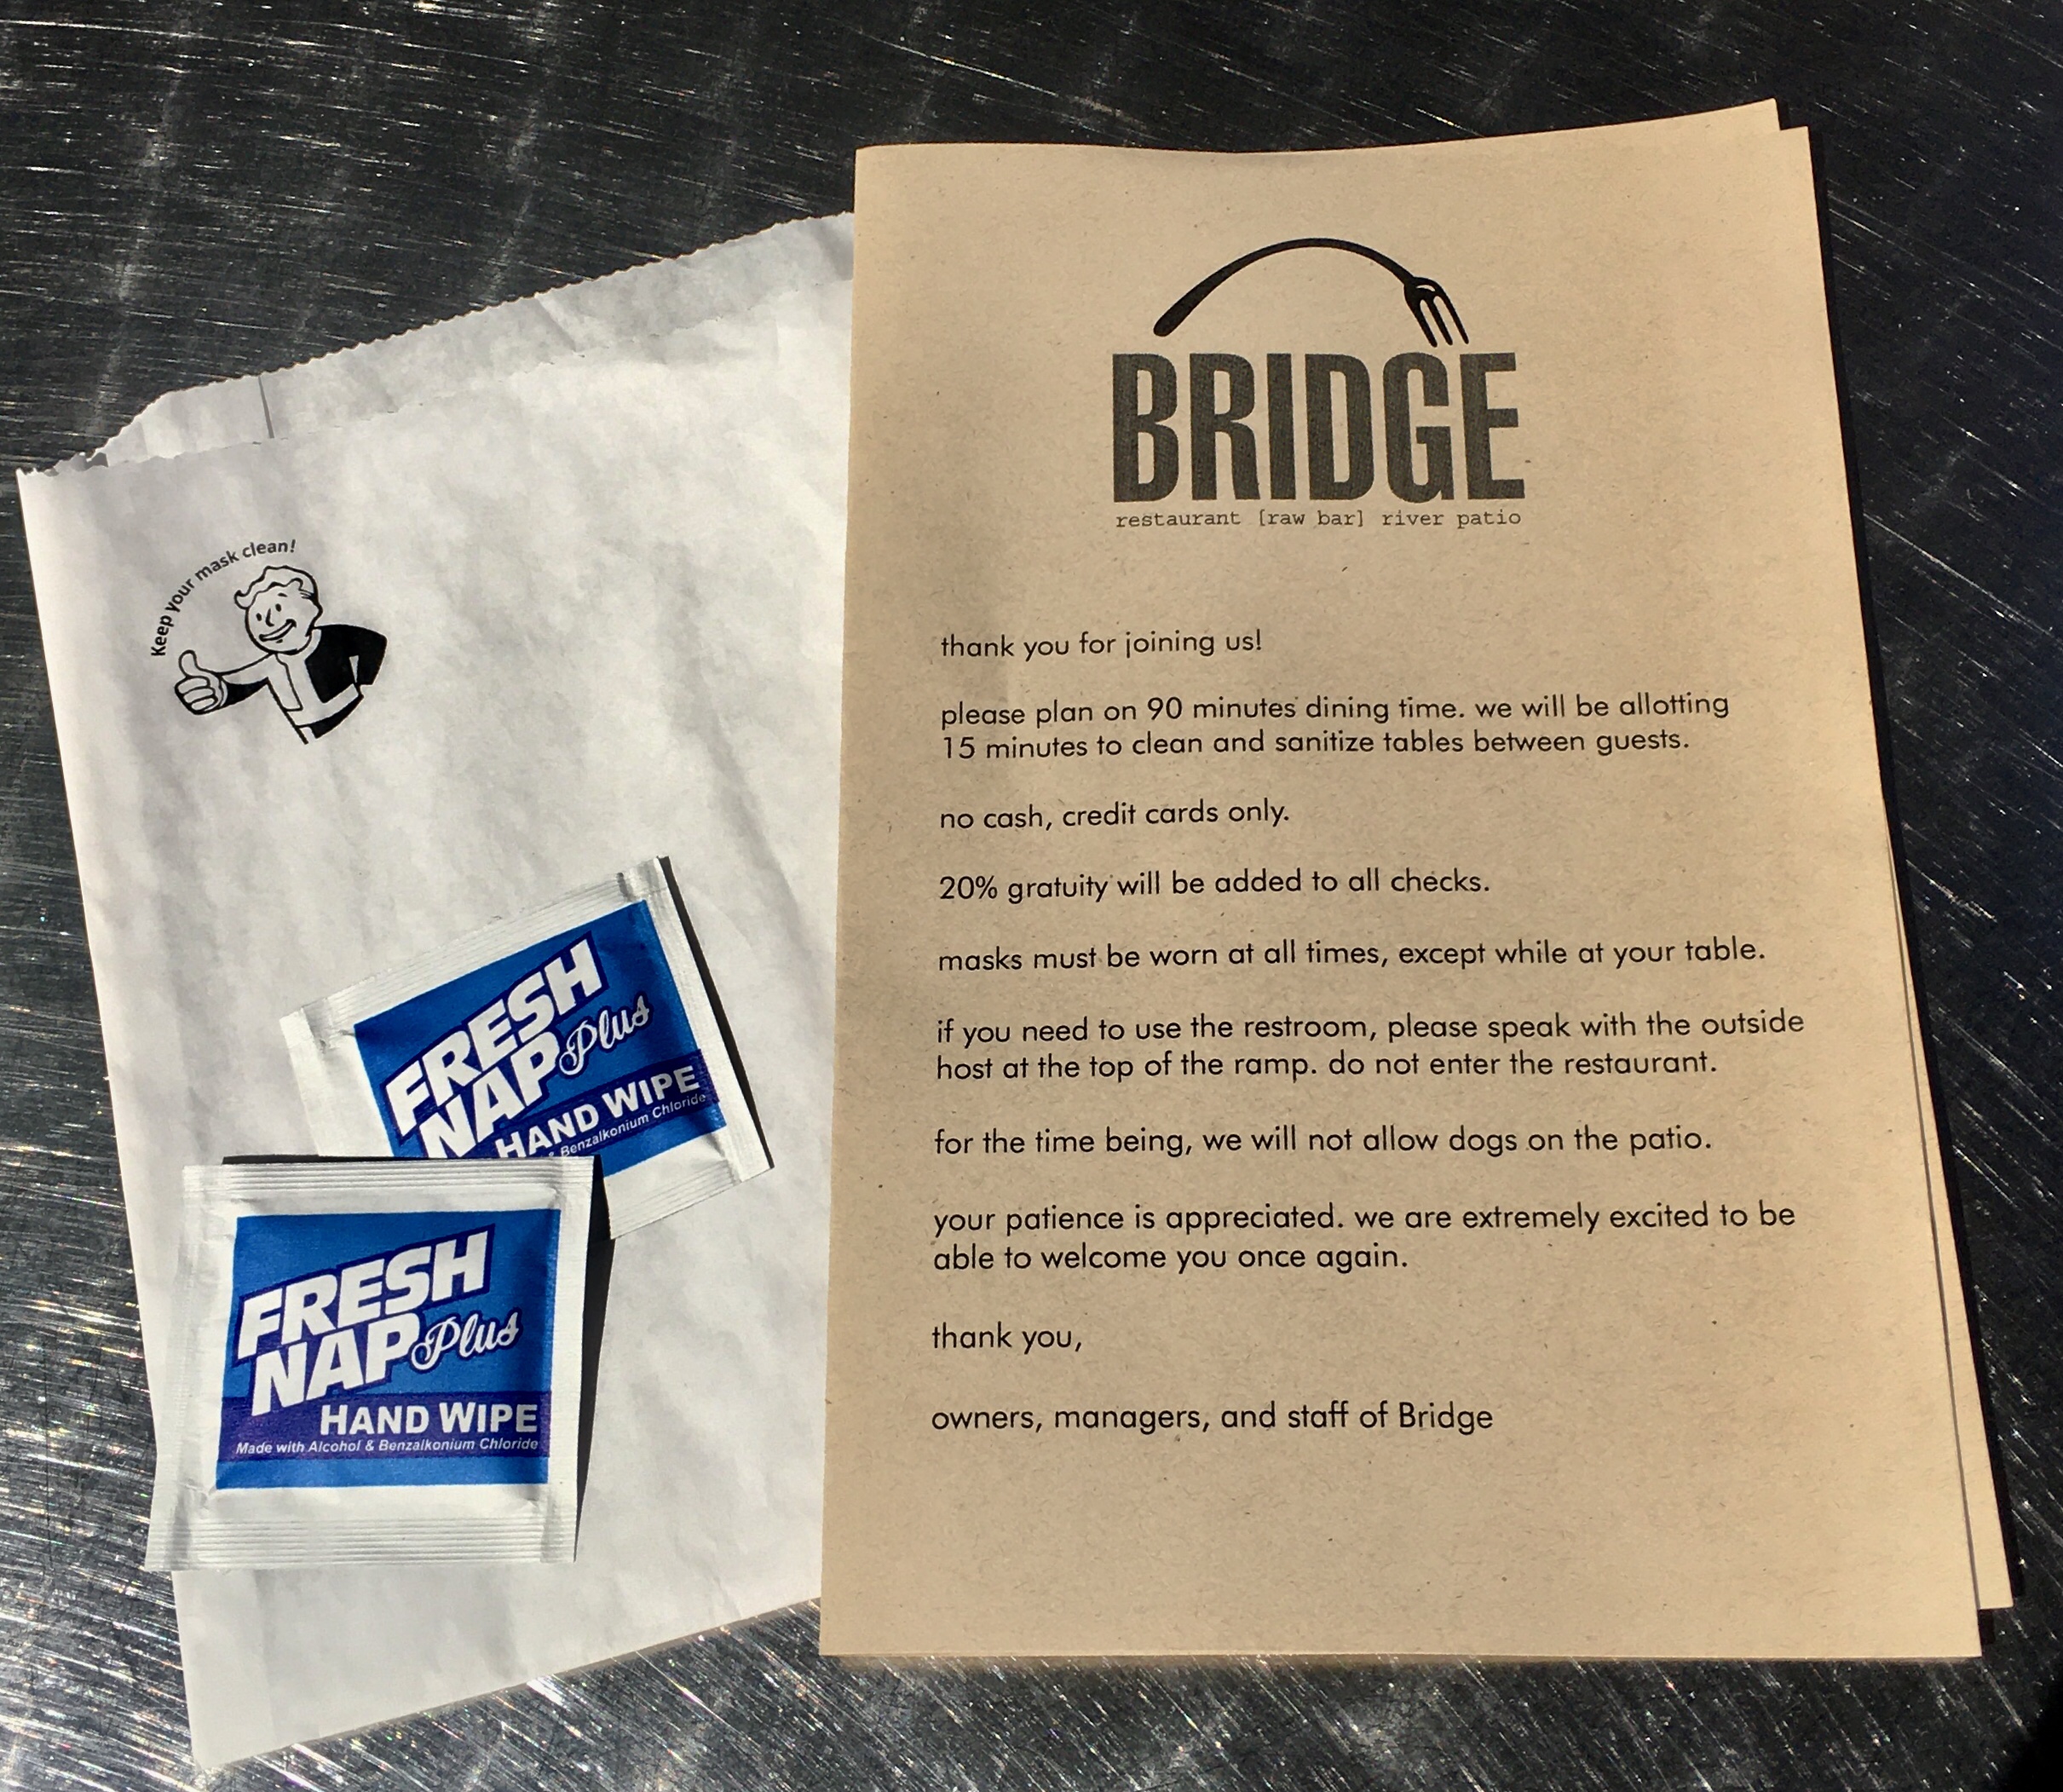 Keep your mask clean!
FRESH
NAP Plus
HAND WIPE
& Benzalkonium Chloride
FRESH
NAP Plus
HAND WIPE
Made with Alcohol & Benzalkonium Chloride
BRIDGE
restaurant [raw bar] river patio
thank you for joining us!
please plan on 90 minutes dining time. we will be allotting
15 minutes to clean and sanitize tables between guests.
no cash, credit cards only.
20% gratuity will be added to all checks.
masks must be worn at all times, except while at your table.
if you need to use the restroom, please speak with the outside
host at the top of the ramp. do not enter the restaurant.
for the time being, we will not allow dogs on the patio.
your patience is appreciated. we are extremely excited to be
able to welcome you once again.
thank you,
owners, managers, and staff of Bridge